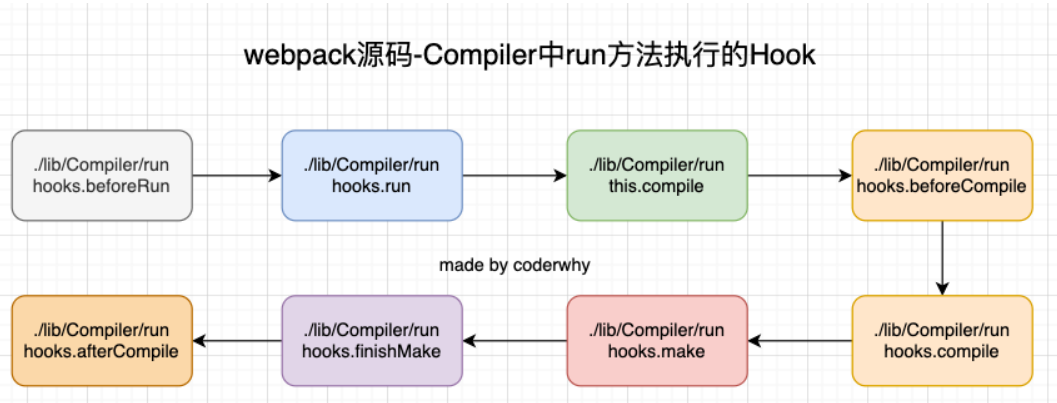 webpack源码-Compiler中run方法执行的Hook
./lib/Compiler/run
hooks.beforeRun
./lib/Compiler/run
hooks.run
./lib/Compiler/run
this.compile
./lib/Compiler/run
hooks.beforeCompile
made by coderwhy
./lib/Compiler/run
hooks.compile
./lib/Compiler/run
hooks.make
./lib/Compiler/run
hooks.finishMake
./lib/Compiler/run
hooks.afterCompile